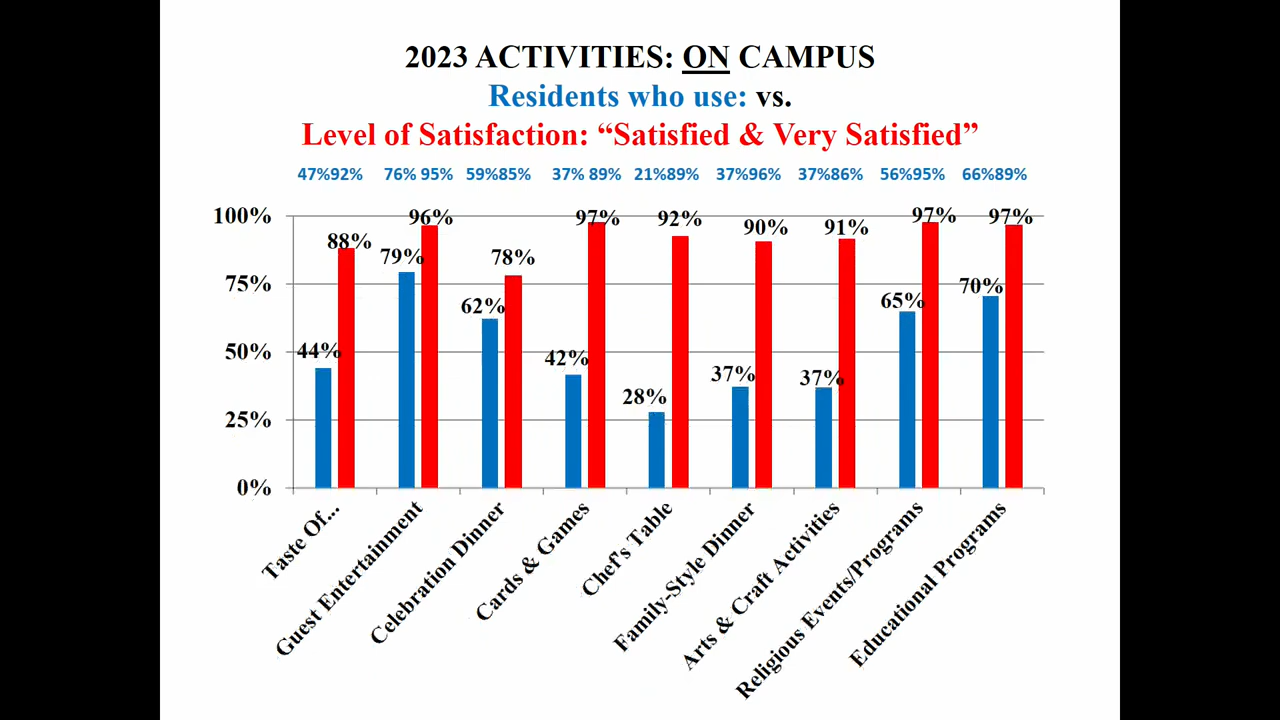 2023 ACTIVITIES: ON CAMPUS
Residents who use: vs.
Level of Satisfaction: “Satisfied & Very Satisfied”
47%92% 76% 95% 59%85% 37% 89% 21%89% 37%96% 37%86% 56%95% 66%89%
100%
75%
50%
25%
0%
44% 88%
79% 96%
62% 78%
42% 97%
28% 92%
37% 90%
37% 91%
65% 97%
70% 97%
Taste Of...
Guest Entertainment
Celebration Dinner
Cards & Games
Chef's Table
Family-Style Dinner
Arts & Craft Activities
Religious Events/Programs
Educational Programs